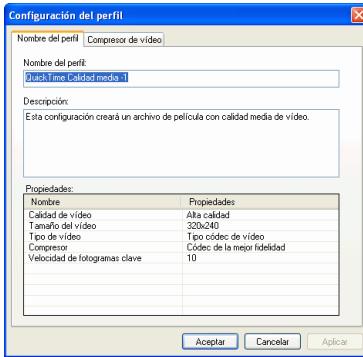 Configuración del perfil
Nombre del perfil
Compresor de vídeo
Nombre del perfil:
QuickTime Calidad media -1
Descripción:
Esta configuración creará un archivo de película con calidad media de vídeo.
Propiedades:
Nombre Propiedades
Calidad de vídeo Alta calidad
Tamaño del vídeo 320x240
Tipo de vídeo Tipo códec de vídeo
Compresor Códec de la mejor fidelidad
Velocidad de fotogramas clave 10
Aceptar Cancelar Aplicar